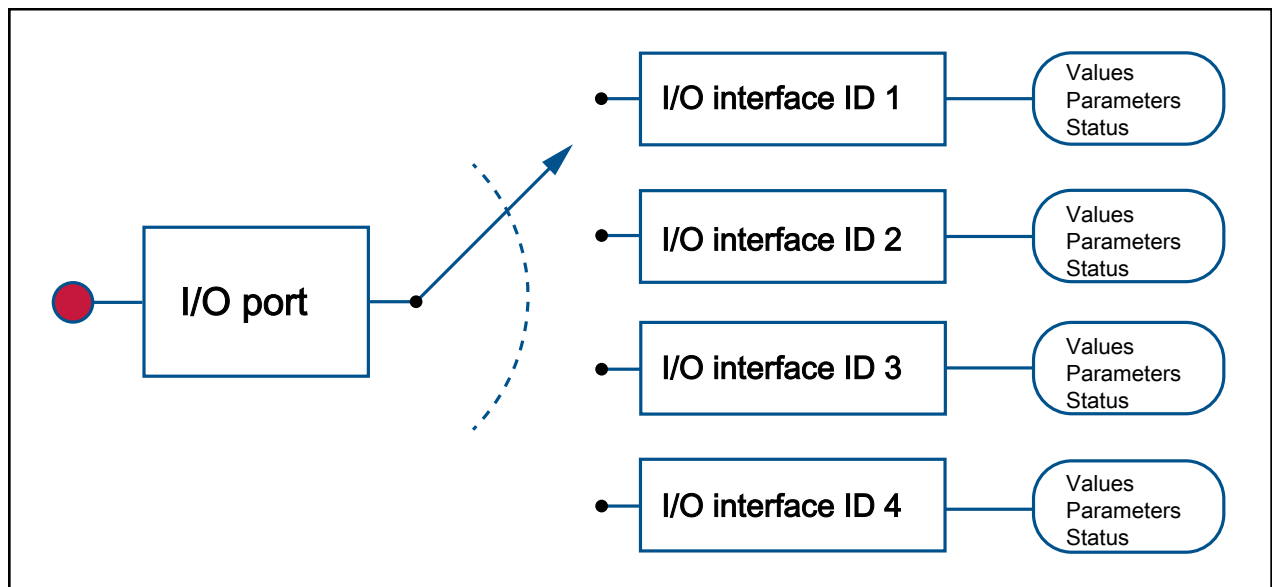 I/O port
I/O interface ID 1
Values
Parameters
Status
I/O interface ID 2
Values
Parameters
Status
I/O interface ID 3
Values
Parameters
Status
I/O interface ID 4
Values
Parameters
Status